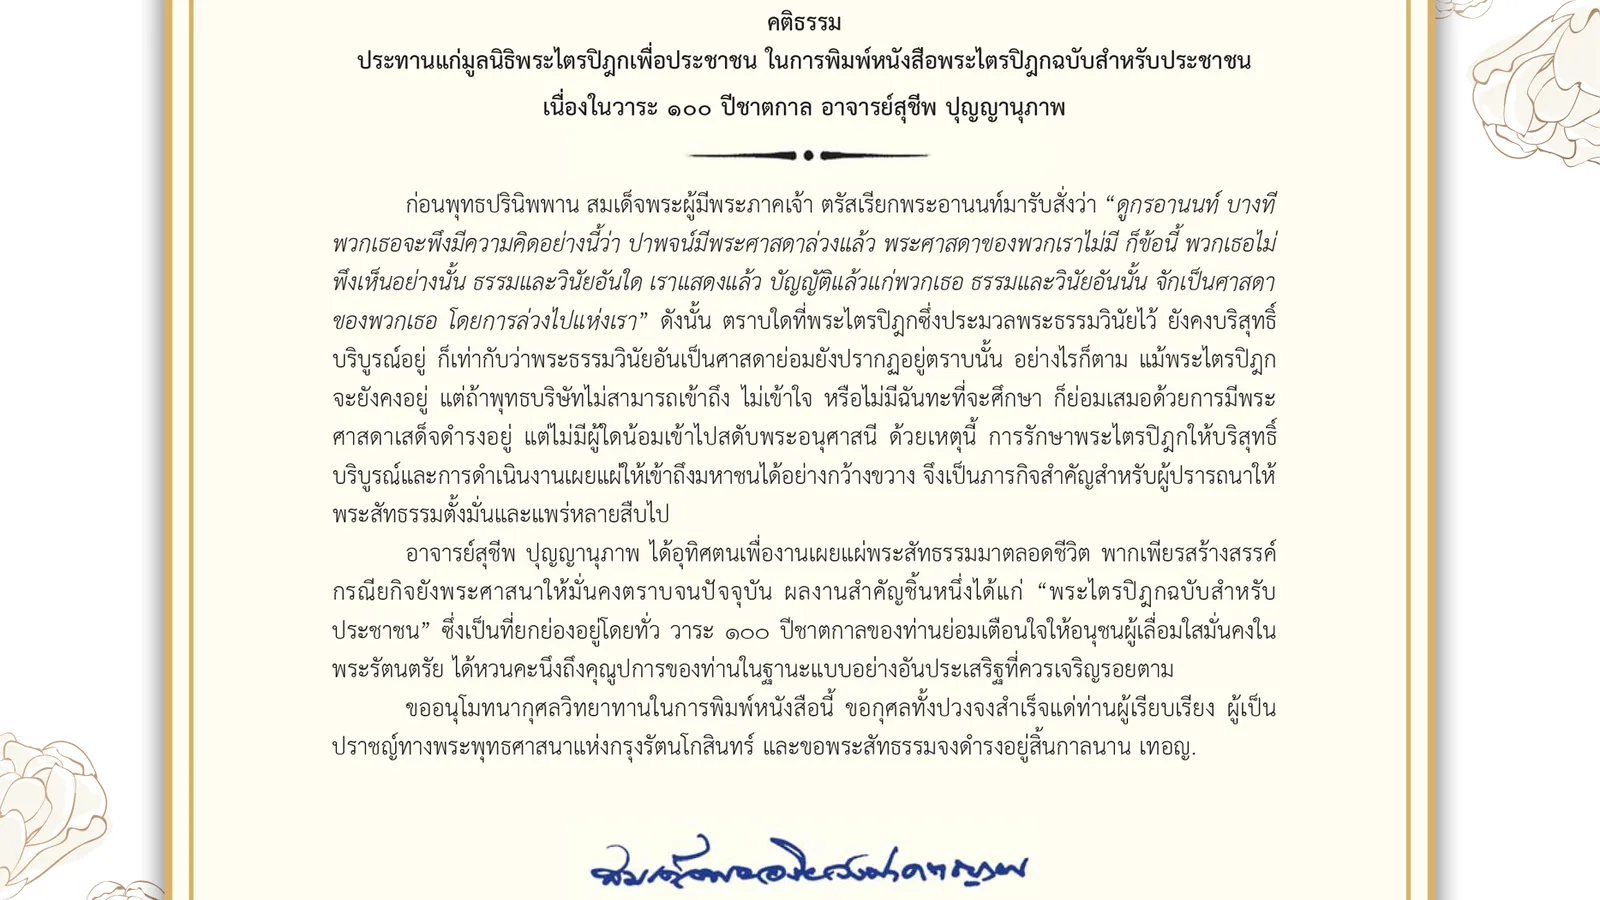 คติธรรม
ประทานแก่มูลนิธิพระไตรปิฎกเพื่อประชาชน ในการพิมพ์หนังสือพระไตรปิฎกฉบับสำหรับประชาชน
เนื่องในวาระ ๑๐๐ ปีชาตกาล อาจารย์สุชีพ ปุญญานุภาพ
ก่อนพุทธปรินิพพาน สมเด็จพระผู้มีพระภาคเจ้า ตรัสเรียกพระอานนท์มารับสั่งว่า “ดูกรอานนท์ บางที
พวกเธอจะพึงมีความคิดอย่างนี้ว่า ปาพจน์มีพระศาสดาล่วงแล้ว พระศาสดาของพวกเราไม่มี ก็ข้อนี้ พวกเธอไม่
พึงเห็นอย่างนั้น ธรรมและวินัยอันใด เราแสดงแล้ว บัญญัติแล้วแก่พวกเธอ ธรรมและวินัยอันนั้น จักเป็นศาสดา
ของพวกเธอ โดยการล่วงไปแห่งเรา” ดังนั้น ตราบใดที่พระไตรปิฎกซึ่งประมวลพระธรรมวินัยไว้ ยังคงบริสุทธิ์
บริบูรณ์อยู่ ก็เท่ากับว่าพระธรรมวินัยอันเป็นศาสดาย่อมยังปรากฏอยู่ตราบนั้น อย่างไรก็ตาม แม้พระไตรปิฎก
จะยังคงอยู่ แต่ถ้าพุทธบริษัทไม่สามารถเข้าถึง ไม่เข้าใจ หรือไม่มีฉันทะที่จะศึกษา ก็ย่อมเสมอด้วยการมีพระ
ศาสดาเสด็จดำรงอยู่ แต่ไม่มีผู้ใดน้อมเข้าไปสดับพระอนุศาสนี ด้วยเหตุนี้ การรักษาพระไตรปิฎกให้บริสุทธิ์
บริบูรณ์และการดำเนินงานเผยแผ่ให้เข้าถึงมหาชนได้อย่างกว้างขวาง จึงเป็นภารกิจสำคัญสำหรับผู้ปรารถนาให้
พระสัทธรรมตั้งมั่นและแพร่หลายสืบไป
อาจารย์สุชีพ ปุญญานุภาพ ได้อุทิศตนเพื่องานเผยแผ่พระสัทธรรมมาตลอดชีวิต พากเพียรสร้างสรรค์
กรณียกิจยังพระศาสนาให้มั่นคงตราบจนปัจจุบัน ผลงานสำคัญชิ้นหนึ่งได้แก่ “พระไตรปิฎกฉบับสำหรับ
ประชาชน” ซึ่งเป็นที่ยกย่องอยู่โดยทั่ว วาระ ๑๐๐ ปีชาตกาลของท่านย่อมเตือนใจให้อนุชนผู้เลื่อมใสมั่นคงใน
พระรัตนตรัย ได้หวนคะนึงถึงคุณูปการของท่านในฐานะแบบอย่างอันประเสริฐที่ควรเจริญรอยตาม
ขออนุโมทนากุศลวิทยาทานในการพิมพ์หนังสือนี้ ขอกุศลทั้งปวงจงสำเร็จแด่ท่านผู้เรียบเรียง ผู้เป็น
ปราชญ์ทางพระพุทธศาสนาแห่งกรุงรัตนโกสินทร์ และขอพระสัทธรรมจงดำรงอยู่สิ้นกาลนาน เทอญ.